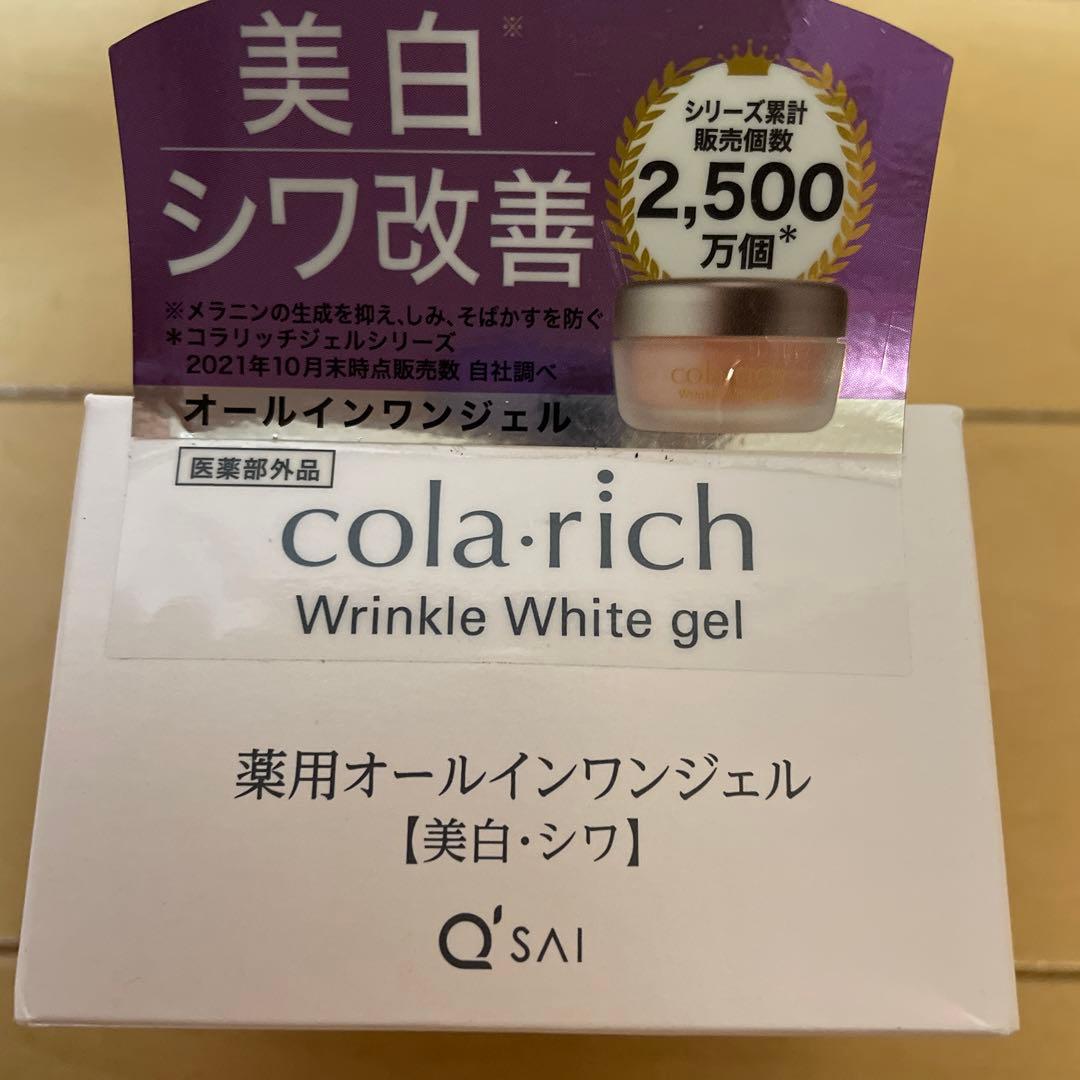 美白※
シワ改善
シリーズ累計
販売個数
2,500
万個*
※メラニンの生成を抑え、しみ、そばかすを防ぐ
*コラリッチジェルシリーズ
2021年10月末時点販売数 自社調べ
オールインワンジェル
cola・rich
医薬部外品
cola・rich
Wrinkle White gel
薬用オールインワンジェル
【美白・シワ】
Q'SAI